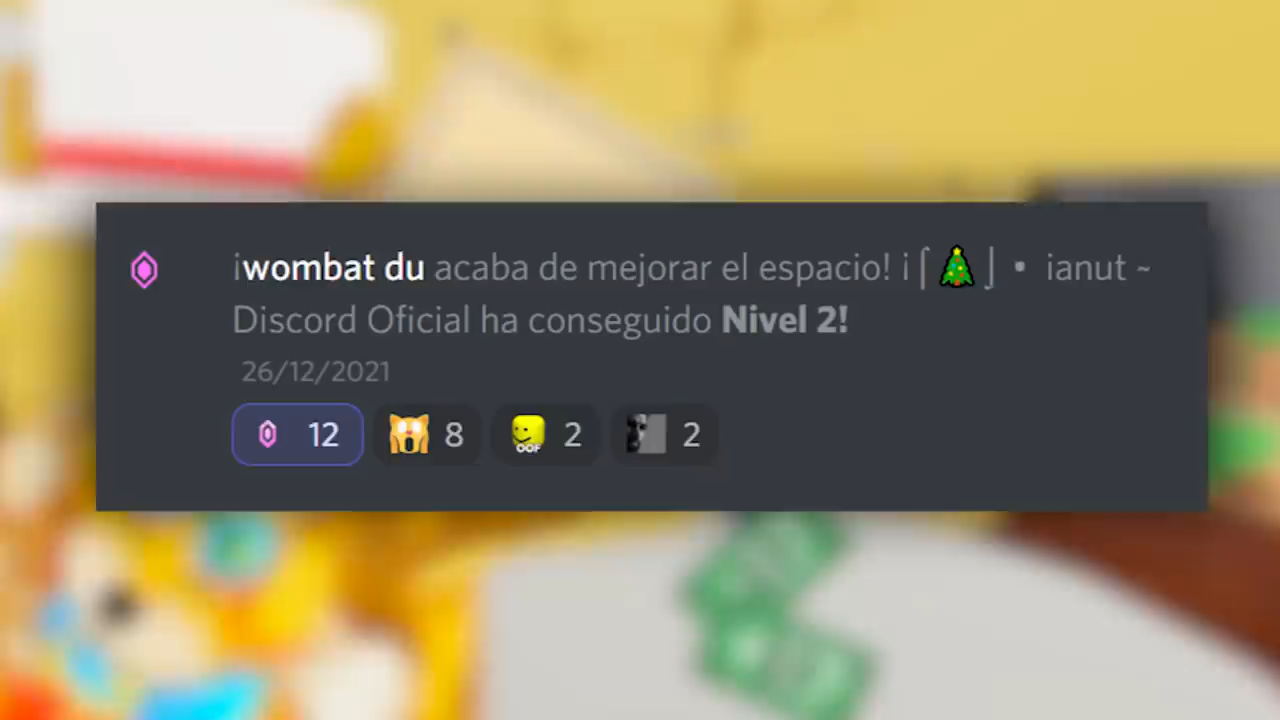 ¡wombat du acaba de mejorar el espacio! ¡⌈🎄⌋ • ianut ~
Discord Oficial ha conseguido Nivel 2!
26/12/2021
12 8 2 2
OOF